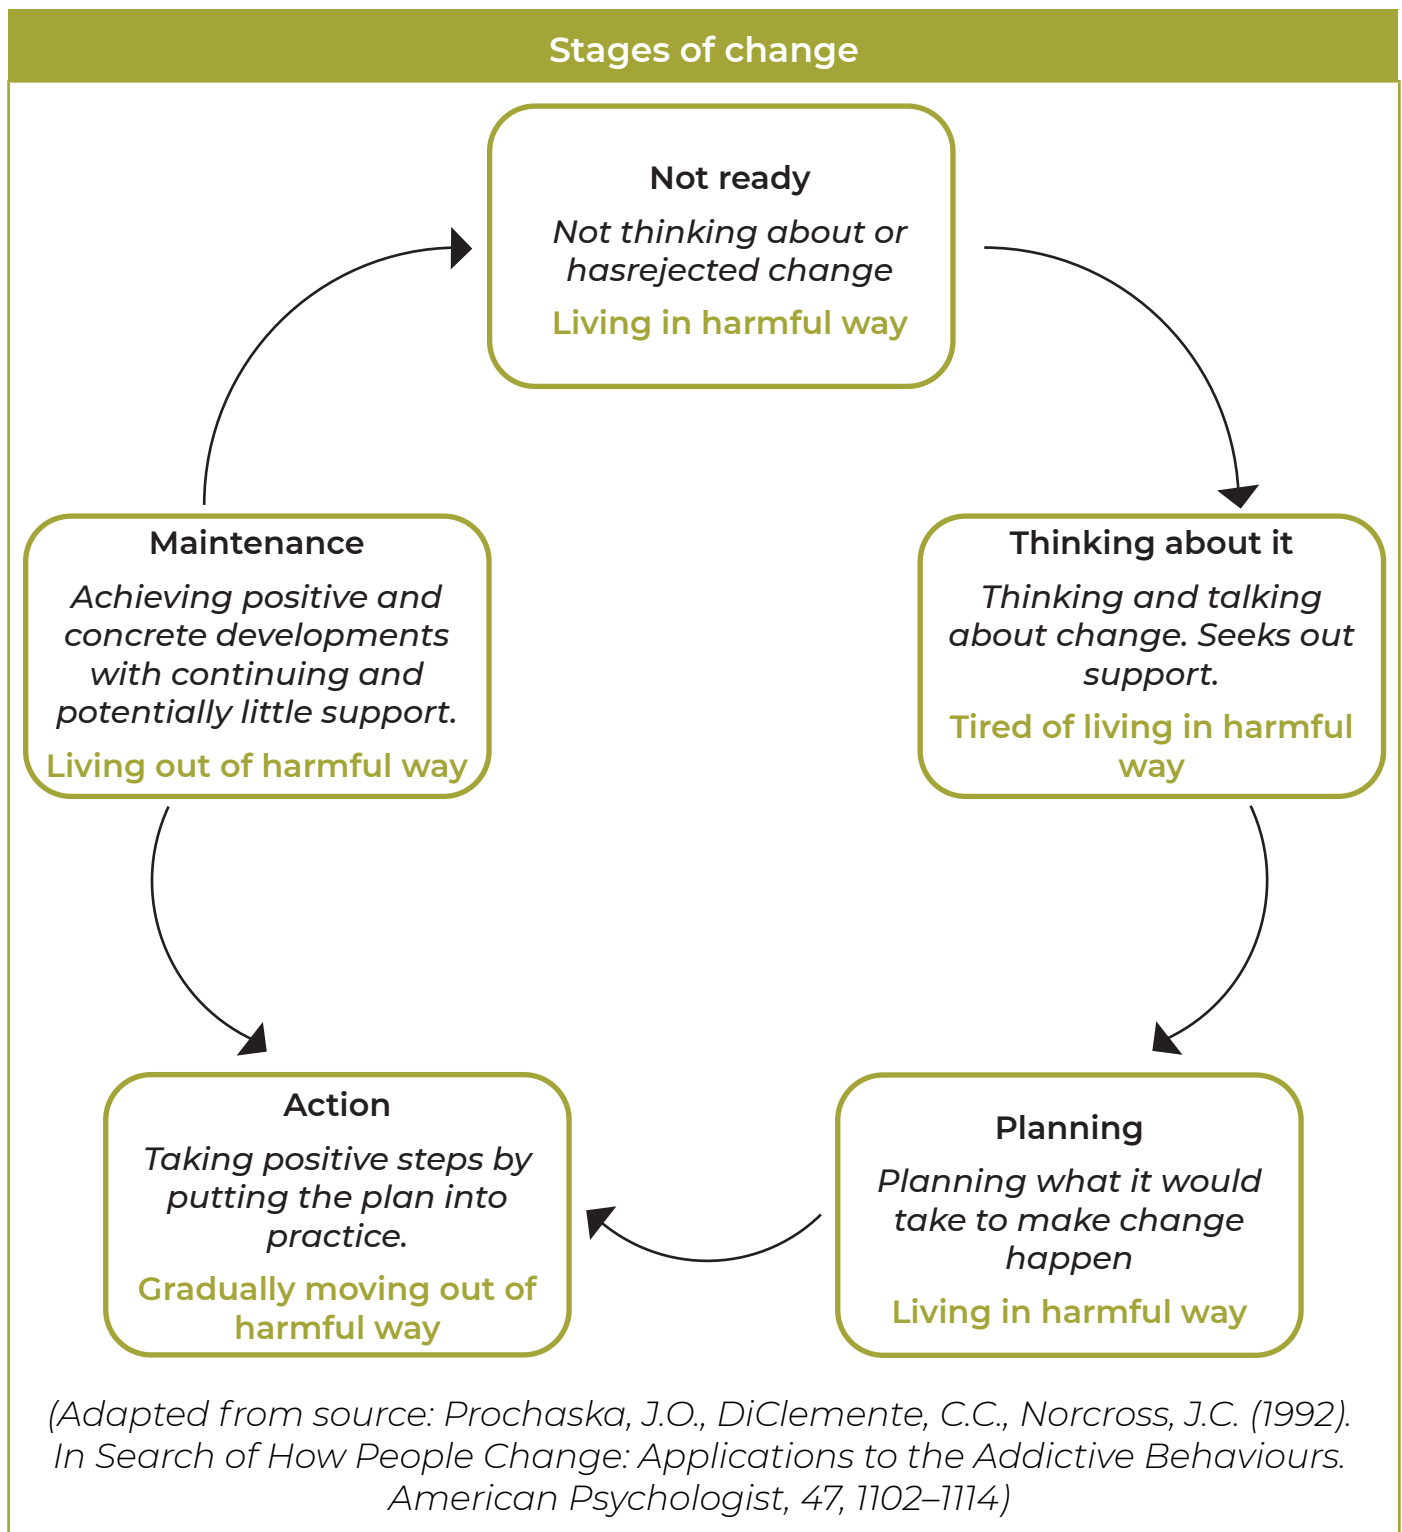 Stages of change
Not ready
Not thinking about or
hasrejected change
Living in harmful way
Thinking about it
Thinking and talking
about change. Seeks out
support.
Tired of living in harmful
way
Planning
Planning what it would
take to make change
happen
Living in harmful way
Action
Taking positive steps by
putting the plan into
practice.
Gradually moving out of
harmful way
Maintenance
Achieving positive and
concrete developments
with continuing and
potentially little support.
Living out of harmful way
(Adapted from source: Prochaska, J.O., DiClemente, C.C., Norcross, J.C. (1992).
In Search of How People Change: Applications to the Addictive Behaviours.
American Psychologist, 47, 1102–1114)